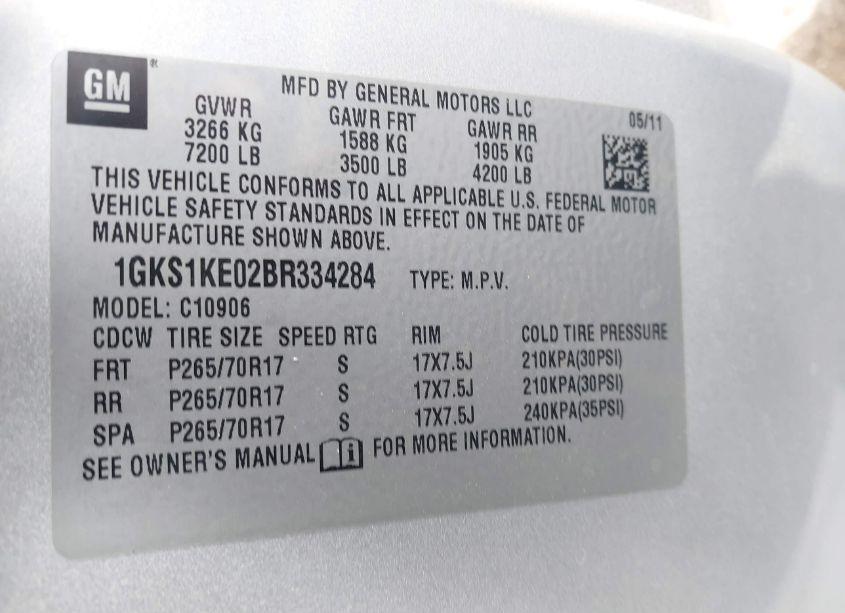 GM®
MFD BY GENERAL MOTORS LLC
05/11
GVWR GAWR FRT GAWR RR
3266 KG 1588 KG 1905 KG
7200 LB 3500 LB 4200 LB
THIS VEHICLE CONFORMS TO ALL APPLICABLE U.S. FEDERAL MOTOR
VEHICLE SAFETY STANDARDS IN EFFECT ON THE DATE OF
MANUFACTURE SHOWN ABOVE.
1GKS1KE02BR334284 TYPE: M.P.V.
MODEL: C10906
CDCW TIRE SIZE SPEED RTG RIM COLD TIRE PRESSURE
FRT P265/70R17 S 17X7.5J 210KPA(30PSI)
RR P265/70R17 S 17X7.5J 210KPA(30PSI)
SPA P265/70R17 S 17X7.5J 240KPA(35PSI)
SEE OWNER'S MANUAL i FOR MORE INFORMATION.